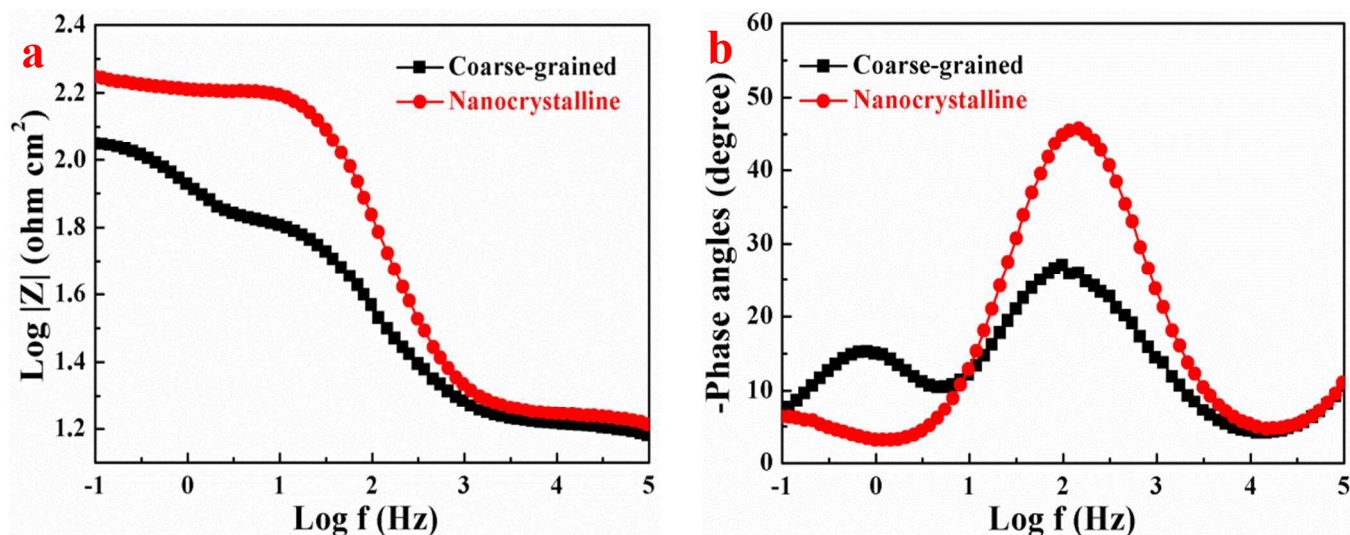 a
Log |Z| (ohm cm²)
2.4
2.2
2.0
1.8
1.6
1.4
1.2
Coarse-grained
Nanocrystalline
-1 0 1 2 3 4 5
Log f (Hz)
b
-Phase angles (degree)
60
50
40
30
20
10
0
Coarse-grained
Nanocrystalline
-1 0 1 2 3 4 5
Log f (Hz)